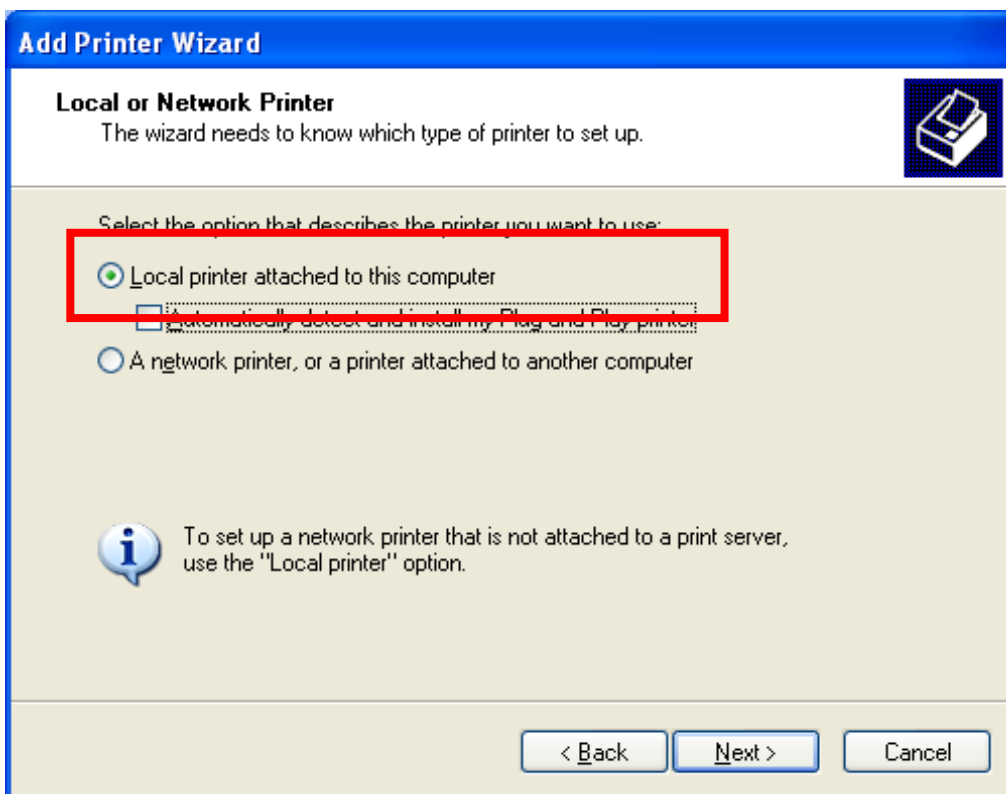 Add Printer Wizard
Local or Network Printer
The wizard needs to know which type of printer to set up.
Select the option that describes the printer you want to use:
Local printer attached to this computer
Automatically detect and install my Plug and Play printer
A network printer, or a printer attached to another computer
To set up a network printer that is not attached to a print server,
use the "Local printer" option.
< Back
Next >
Cancel